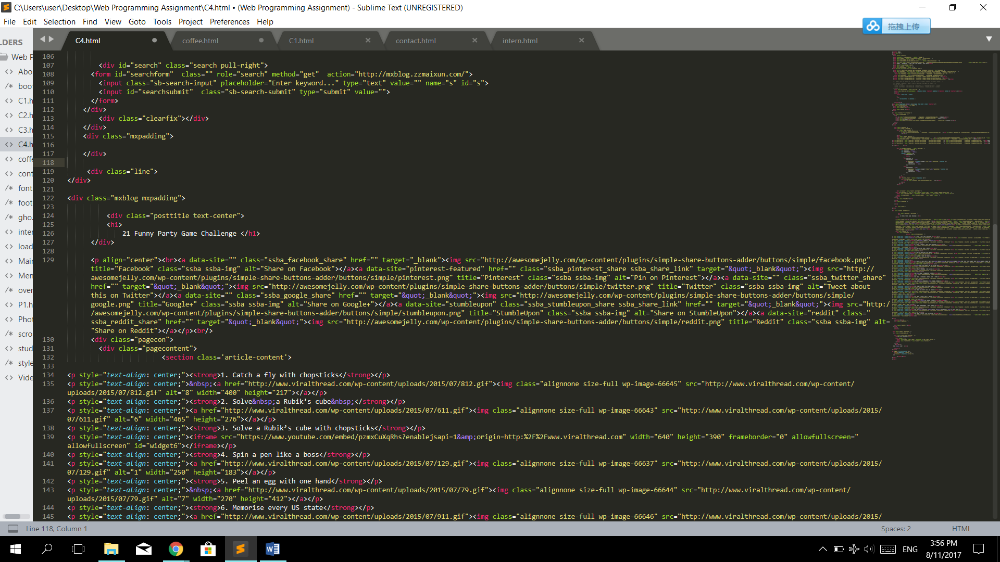 C:\Users\user\Desktop\Web Programming Assignment\C4.html • (Web Programming Assignment) - Sublime Text (UNREGISTERED)
File Edit Selection Find View Goto Tools Project Preferences Help
拖拽上传
LDERS
C4.html coffee.html C1.html contact.html intern.html
Web P
<> Abo
/* boo
<> C1.h
<> C2.h
<> C3.h
<> C4.h
<> coffe
<> cont
/* font
/* foot
/* gho
<> inter
<> load
<> Mai
<> Men
/* over
<> P1.h
<> Pho
/* scro
<> stud
/* style
<> Vide
106
107 <div id="search" class="search pull-right">
108 <form id="searchform"  class="" role="search" method="get"  action="http://mxblog.zzmaixun.com/">
109 <input class="sb-search-input" placeholder="Enter keyword..." type="text" value="" name="s" id="s">
110 <input id="searchsubmit"  class="sb-search-submit" type="submit" value="">
111 </form>
112 </div>
113 <div class="clearfix"></div>
114 </div>
115 <div class="mxpadding">
116
117 </div>
118
119 <div class="line">
120 </div>
121
122 <div class="mxblog mxpadding">
123
124 <div class="posttitle text-center">
125 <h1>
126 21 Funny Party Game Challenge </h1>
127 </div>
128
129 <p align="center"><br><a data-site="" class="ssba_facebook_share" href="" target="_blank"><img src="http://awesomejelly.com/wp-content/plugins/simple-share-buttons-adder/buttons/simple/facebook.png"
title="Facebook" class="ssba ssba-img" alt="Share on Facebook"></a><a data-site="pinterest-featured" href="" class="ssba_pinterest_share ssba_share_link" target="&quot;_blank&quot;"><img src="http://
awesomejelly.com/wp-content/plugins/simple-share-buttons-adder/buttons/simple/pinterest.png" title="Pinterest" class="ssba ssba-img" alt="Pin on Pinterest"></a><a data-site="" class="ssba_twitter_share"
href="" target="&quot;_blank&quot;"><img src="http://awesomejelly.com/wp-content/plugins/simple-share-buttons-adder/buttons/simple/twitter.png" title="Twitter" class="ssba ssba-img" alt="Tweet about
this on Twitter"></a><a data-site="" class="ssba_google_share" href="" target="&quot;_blank&quot;"><img src="http://awesomejelly.com/wp-content/plugins/simple-share-buttons-adder/buttons/simple/
google.png" title="Google+" class="ssba ssba-img" alt="Share on Google+"></a><a data-site="stumbleupon" class="ssba_stumbleupon_share ssba_share_link" href="" target="&quot;_blank&quot;"><img src="http:/
/awesomejelly.com/wp-content/plugins/simple-share-buttons-adder/buttons/simple/stumbleupon.png" title="StumbleUpon" class="ssba ssba-img" alt="Share on StumbleUpon"></a><a data-site="reddit" class="
ssba_reddit_share" href="" target="&quot;_blank&quot;"><img src="http://awesomejelly.com/wp-content/plugins/simple-share-buttons-adder/buttons/simple/reddit.png" title="Reddit" class="ssba ssba-img" alt=
"Share on Reddit"></a></p><br/>
130 <div class="pagecon">
131 <div class="pagecontent">
132 <section class='article-content'>
133
134 <p style="text-align: center;"><strong>1. Catch a fly with chopsticks</strong></p>
135 <p style="text-align: center;">&nbsp;<a href="http://www.viralthread.com/wp-content/uploads/2015/07/812.gif"><img class="alignnone size-full wp-image-66645" src="http://www.viralthread.com/wp-content/
uploads/2015/07/812.gif" alt="8" width="400" height="217"></a></p>
136 <p style="text-align: center;"><strong>2. Solve&nbsp;a Rubik’s cube&nbsp;</strong></p>
137 <p style="text-align: center;"><a href="http://www.viralthread.com/wp-content/uploads/2015/07/611.gif"><img class="alignnone size-full wp-image-66643" src="http://www.viralthread.com/wp-content/uploads/2015/
07/611.gif" alt="6" width="465" height="276"></a></p>
138 <p style="text-align: center;"><strong>3. Solve a Rubik’s cube with chopsticks</strong></p>
139 <p style="text-align: center;"><iframe src="https://www.youtube.com/embed/pzmxCuXqRhs?enablejsapi=1&amp;origin=http:%2F%2Fwww.viralthread.com" width="640" height="390" frameborder="0" allowfullscreen="
allowfullscreen" id="widget6"></iframe></p>
140 <p style="text-align: center;"><strong>4. Spin a pen like a boss</strong></p>
141 <p style="text-align: center;"><a href="http://www.viralthread.com/wp-content/uploads/2015/07/129.gif"><img class="alignnone size-full wp-image-66637" src="http://www.viralthread.com/wp-content/uploads/2015/
07/129.gif" alt="1" width="250" height="183"></a></p>
142 <p style="text-align: center;"><strong>5. Peel an egg with one hand</strong></p>
143 <p style="text-align: center;">&nbsp;<a href="http://www.viralthread.com/wp-content/uploads/2015/07/79.gif"><img class="alignnone size-full wp-image-66644" src="http://www.viralthread.com/wp-content/
uploads/2015/07/79.gif" alt="7" width="270" height="412"></a></p>
144 <p style="text-align: center;"><strong>6. Memorise every US state</strong></p>
145 <p style="text-align: center;"><a href="http://www.viralthread.com/wp-content/uploads/2015/07/911.gif"><img class="alignnone size-full wp-image-66646" src="http://www.viralthread.com/wp-content/uploads/2015/
Line 118, Column 1 Spaces: 2 HTML
ENG 3:56 PM
8/11/2017